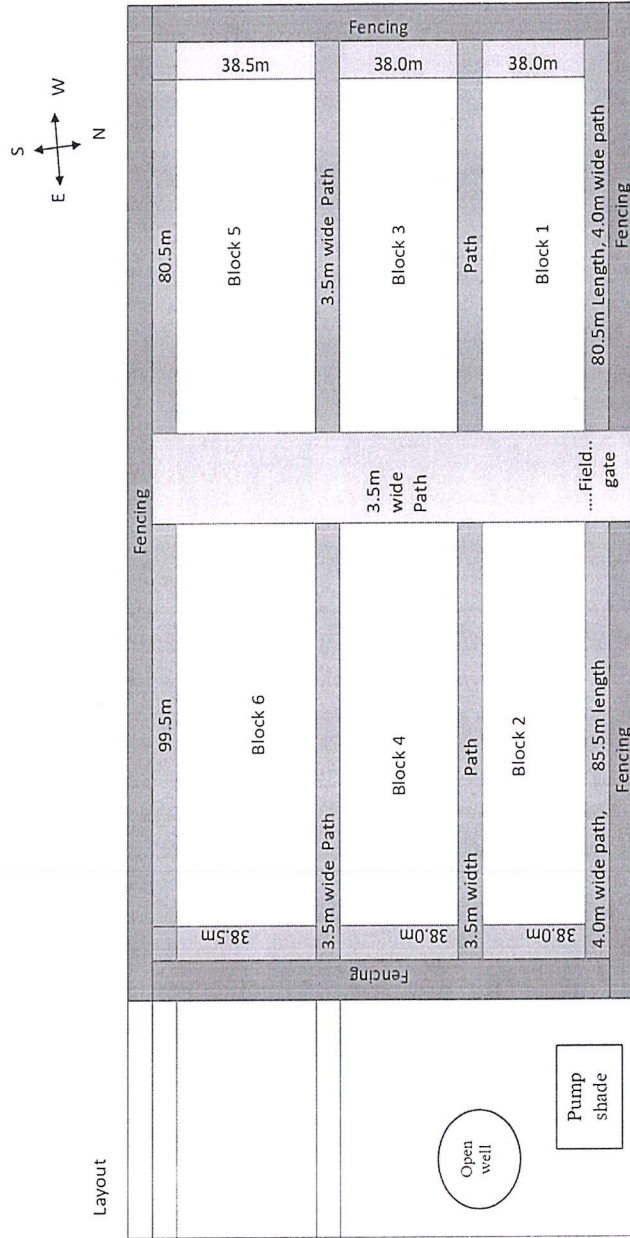 Layout
S
E W
N
Fencing
99.5m
80.5m
38.5m
Block 6
Block 5
38.5m
3.5m wide Path
3.5m wide Path
38.0m
Block 4
3.5m
wide
Path
Block 3
38.0m
Fencing
Fencing
3.5m width Path
Path
38.0m
Block 2
Block 1
38.0m
4.0m wide path, 85.5m length
....Field..
gate
80.5m Length, 4.0m wide path
Fencing
Fencing
Open
well
Pump
shade